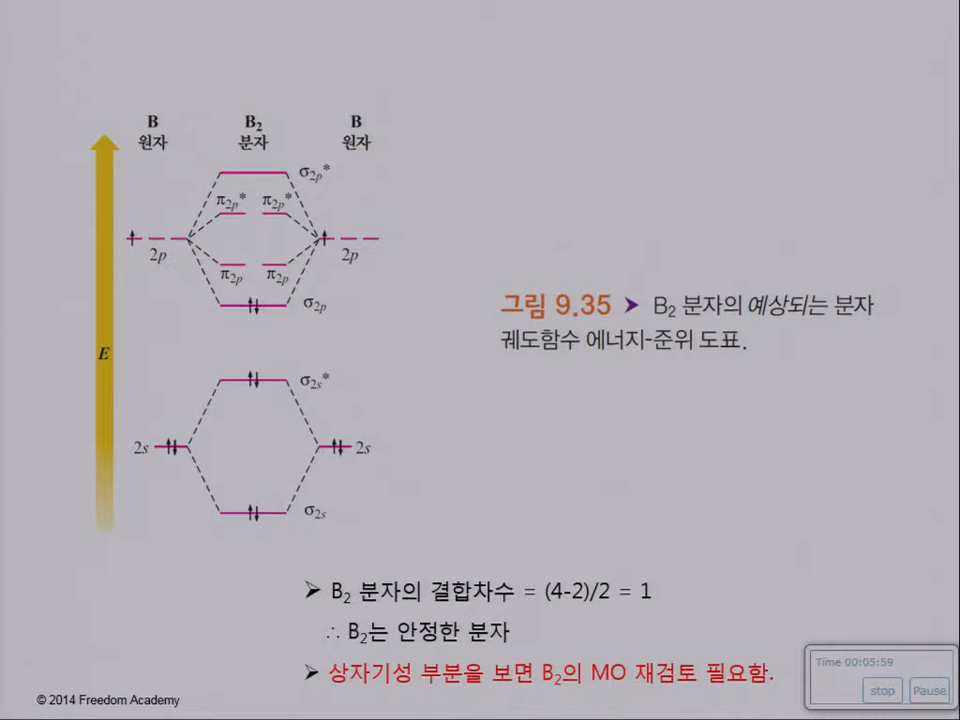 B B₂ B
원자 분자 원자
σ₂ₚ*
π₂ₚ* π₂ₚ*
2p 2p
π₂ₚ π₂ₚ
σ₂ₚ
E
σ₂ₛ*
2s 2s
σ₂ₛ
그림 9.35 ➤ B₂ 분자의 예상되는 분자
궤도함수 에너지-준위 도표.
➢ B₂ 분자의 결합차수 = (4-2)/2 = 1
∴ B₂는 안정한 분자
➢ 상자기성 부분을 보면 B₂의 MO 재검토 필요함.
Time 00:05:59
stop Pause
© 2014 Freedom Academy